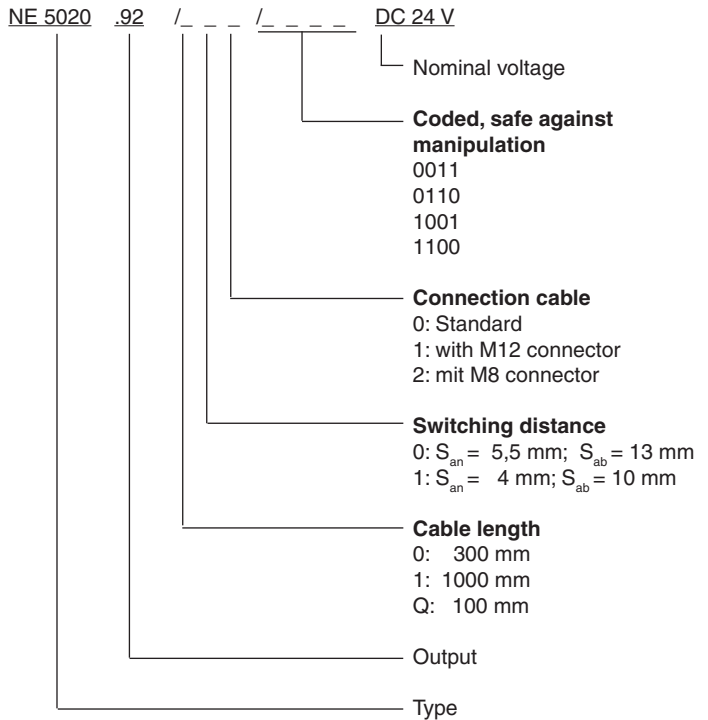 NE 5020 .92 /_ _ _ /_ _ _ _ DC 24 V
Nominal voltage
Coded, safe against
manipulation
0011
0110
1001
1100
Connection cable
0: Standard
1: with M12 connector
2: mit M8 connector
Switching distance
0: San = 5,5 mm; Sab = 13 mm
1: San = 4 mm; Sab = 10 mm
Cable length
0: 300 mm
1: 1000 mm
Q: 100 mm
Output
Type